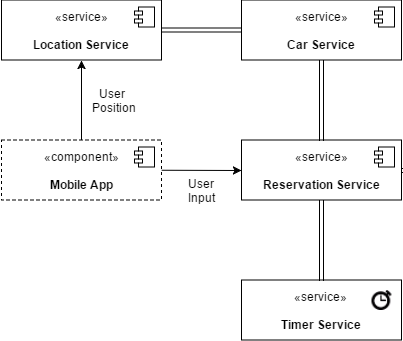 «service»
Location Service
«service»
Car Service
User
Position
«component»
Mobile App
User
Input
«service»
Reservation Service
«service»
Timer Service